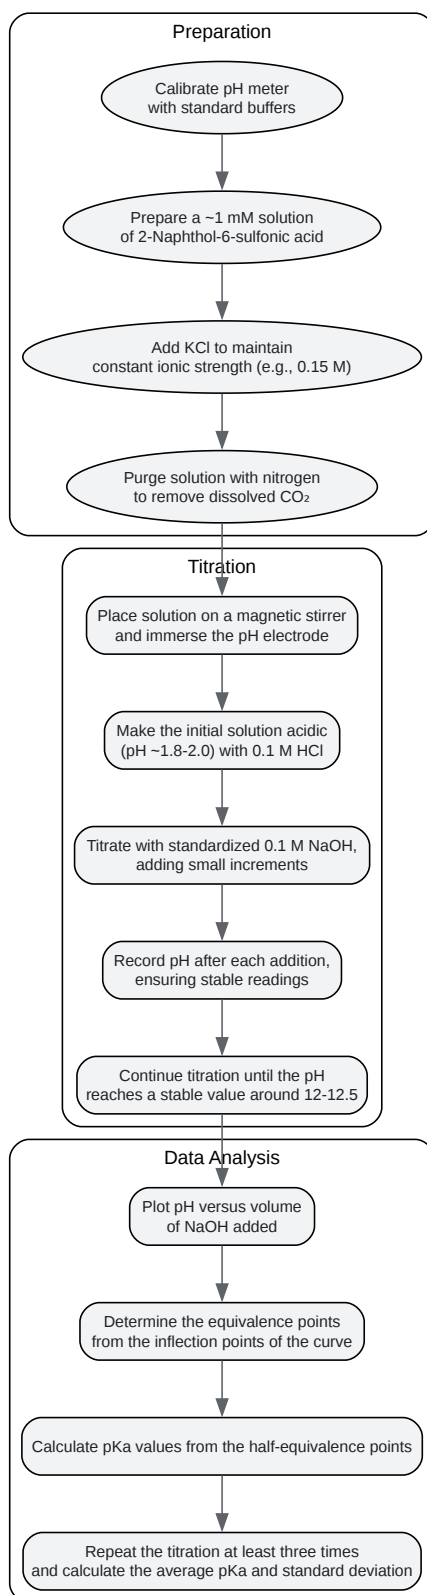 Preparation
Calibrate pH meter
with standard buffers
Prepare a ~1 mM solution
of 2-Naphthol-6-sulfonic acid
Add KCl to maintain
constant ionic strength (e.g., 0.15 M)
Purge solution with nitrogen
to remove dissolved CO₂
Titration
Place solution on a magnetic stirrer
and immerse the pH electrode
Make the initial solution acidic
(pH ~1.8-2.0) with 0.1 M HCl
Titrate with standardized 0.1 M NaOH,
adding small increments
Record pH after each addition,
ensuring stable readings
Continue titration until the pH
reaches a stable value around 12-12.5
Data Analysis
Plot pH versus volume
of NaOH added
Determine the equivalence points
from the inflection points of the curve
Calculate pKa values from the half-equivalence points
Repeat the titration at least three times
and calculate the average pKa and standard deviation